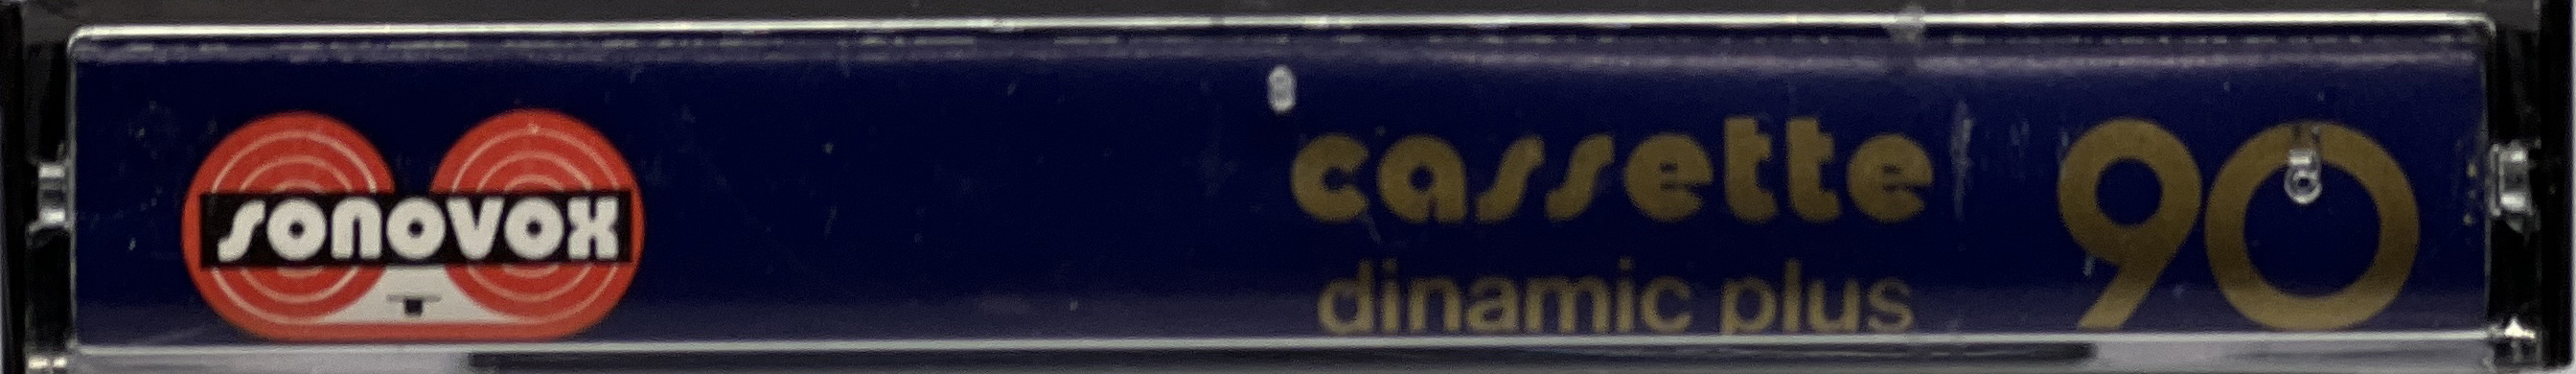 sonovox
cassette 90
dinamic plus